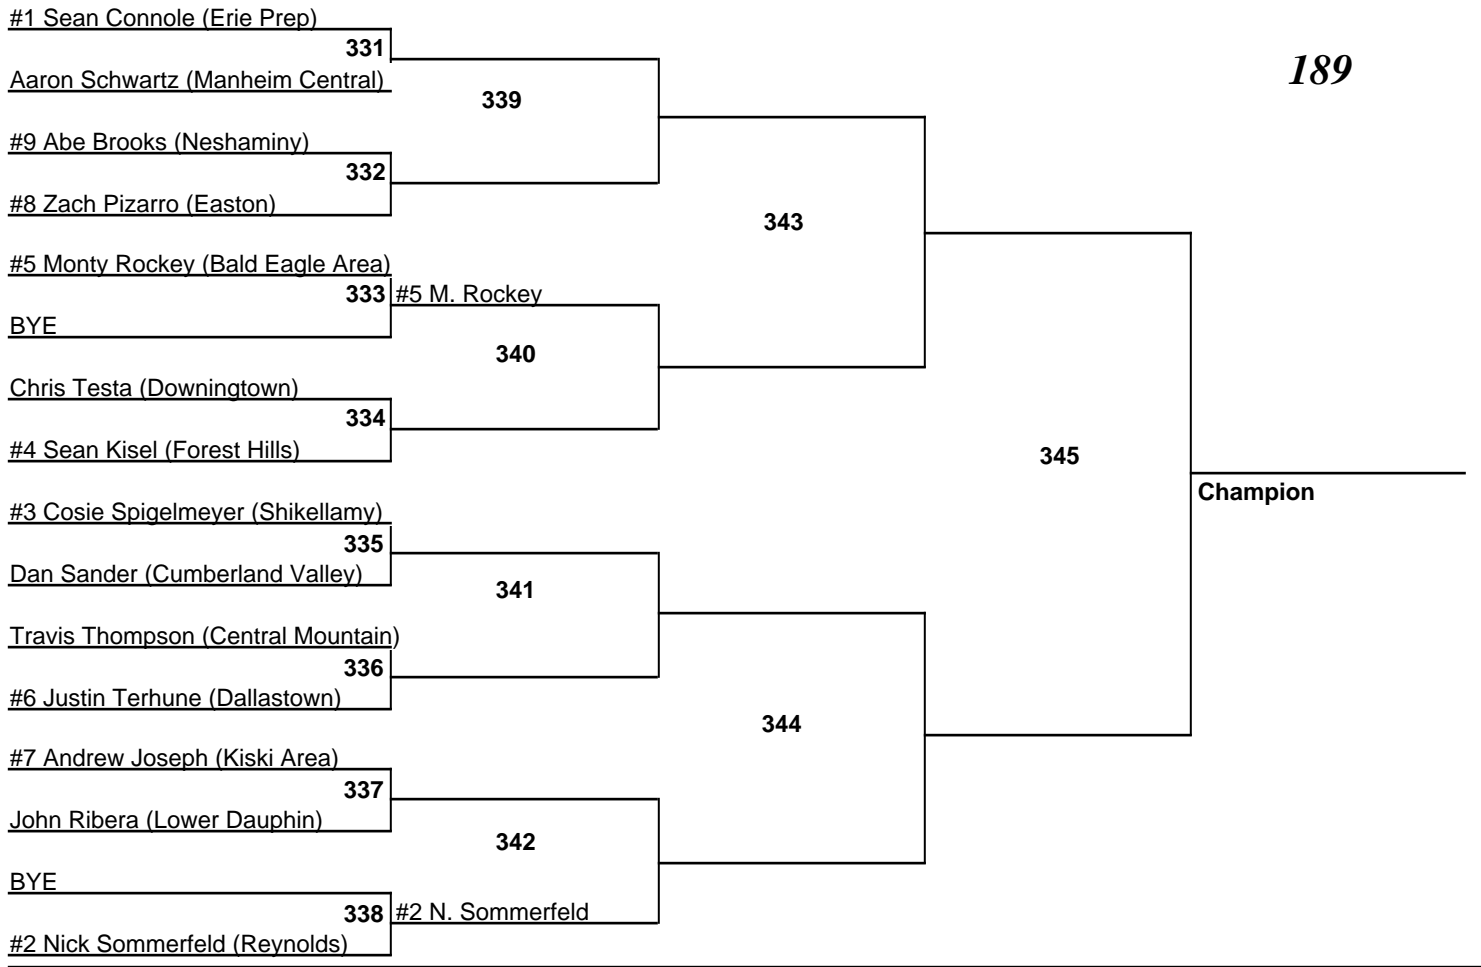 #1 Sean Connole (Erie Prep)
331
189
Aaron Schwartz (Manheim Central)
339
#9 Abe Brooks (Neshaminy)
332
#8 Zach Pizarro (Easton)
343
#5 Monty Rockey (Bald Eagle Area)
333 #5 M. Rockey
BYE
340
Chris Testa (Downingtown)
334
#4 Sean Kisel (Forest Hills)
345
Champion
#3 Cosie Spigelmeyer (Shikellamy)
335
Dan Sander (Cumberland Valley)
341
Travis Thompson (Central Mountain)
336
#6 Justin Terhune (Dallastown)
344
#7 Andrew Joseph (Kiski Area)
337
John Ribera (Lower Dauphin)
342
BYE
338 #2 N. Sommerfeld
#2 Nick Sommerfeld (Reynolds)